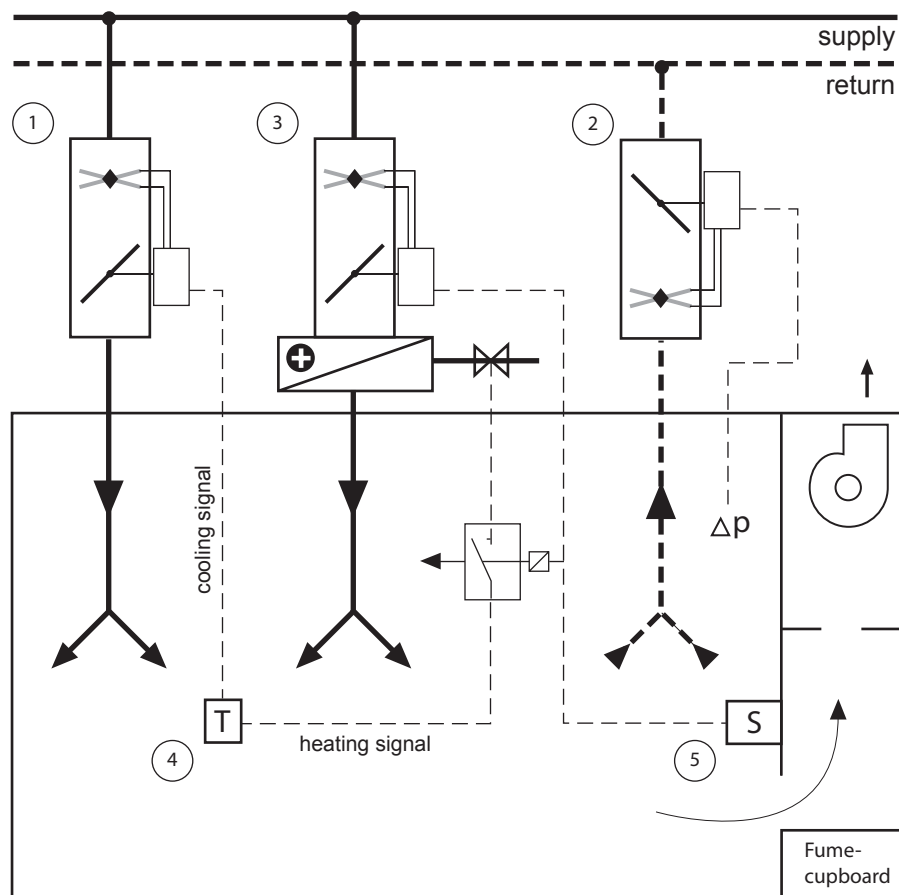 supply
return
1
3
2
cooling signal
Δp
T
heating signal
S
4
5
Fume-
cupboard